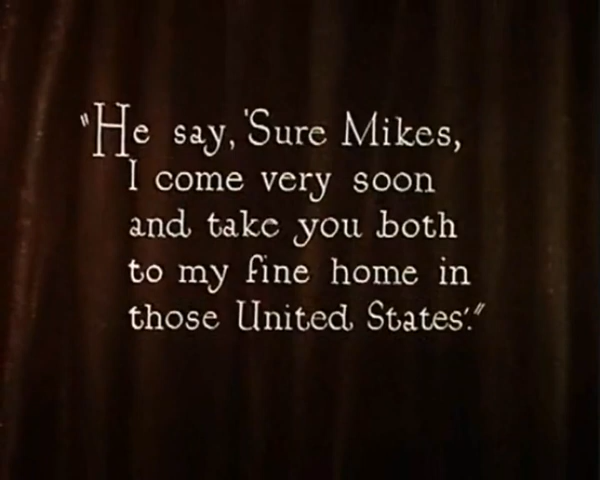 "He say, 'Sure Mikes,
I come very soon
and take you both
to my fine home in
those United States'."